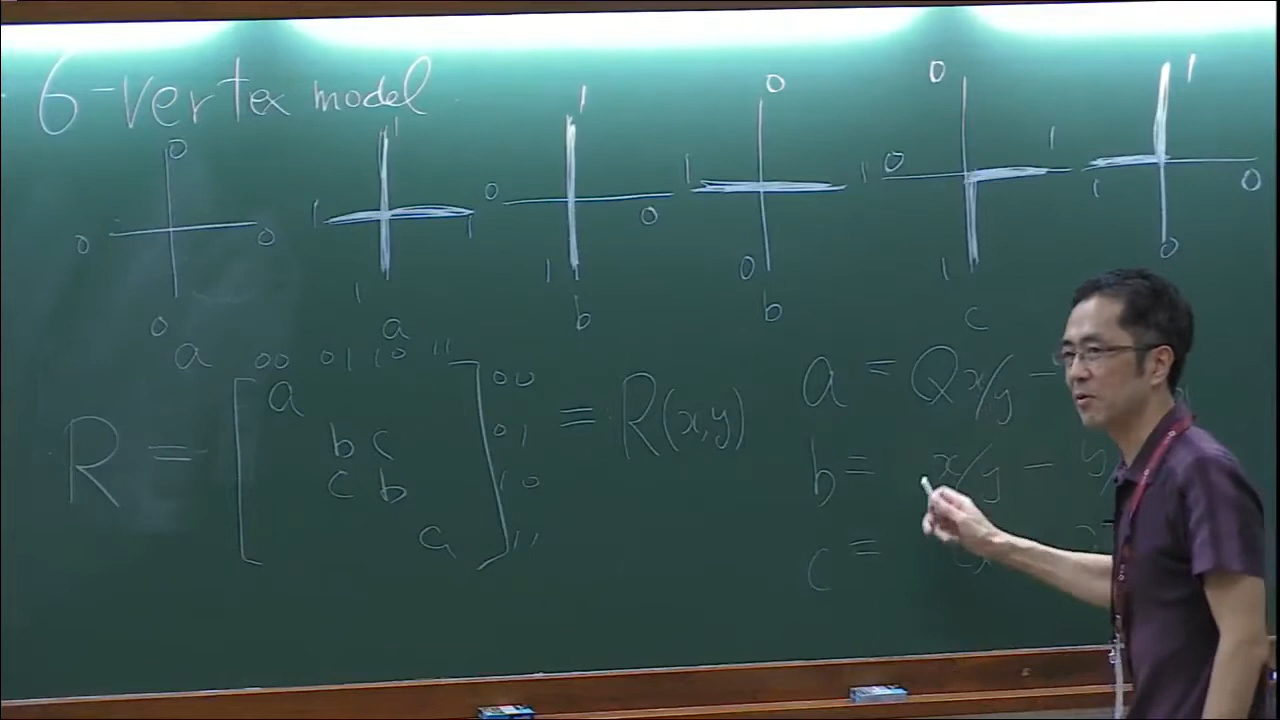 6-vertex model
0 0 0 0
1 1 1 1
1 0 0 1
0 1 1 0
0 0 1 1
1 1 0 0
a a b b c
00 01 10 11
R = [ a ] 00 = R(x,y)
b c 01
c b 10
a 11
a = Qx/y -
b = x/y - y/
c =